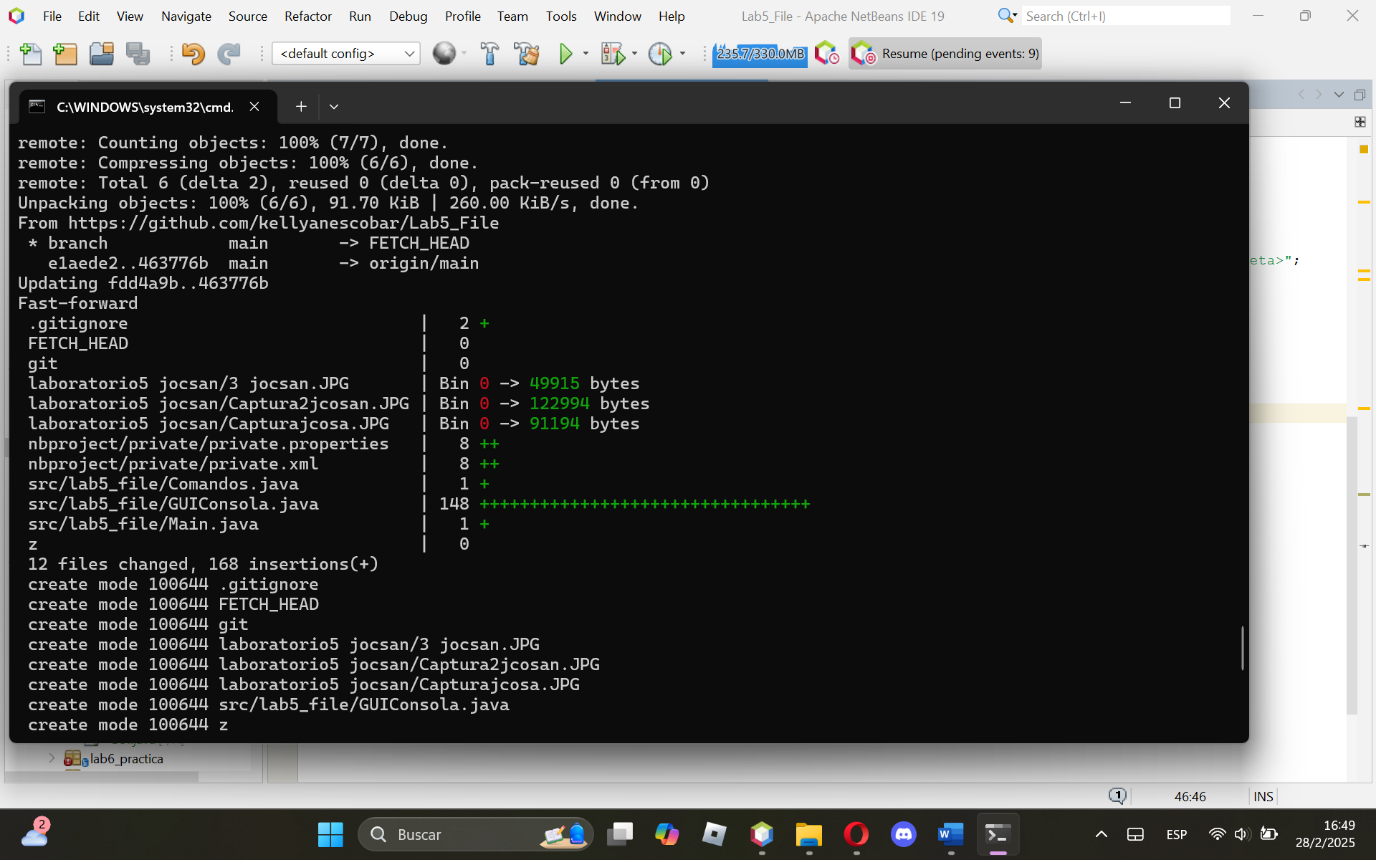 File Edit View Navigate Source Refactor Run Debug Profile Team Tools Window Help Lab5_File - Apache NetBeans IDE 19 Search (Ctrl+I)
<default config> 235.7/330.0MB Resume (pending events: 9)
C:\WINDOWS\system32\cmd.
remote: Counting objects: 100% (7/7), done.
remote: Compressing objects: 100% (6/6), done.
remote: Total 6 (delta 2), reused 0 (delta 0), pack-reused 0 (from 0)
Unpacking objects: 100% (6/6), 91.70 KiB | 260.00 KiB/s, done.
From https://github.com/kellyanescobar/Lab5_File
 * branch            main       -> FETCH_HEAD
   e1aede2..463776b  main       -> origin/main
Updating fdd4a9b..463776b
Fast-forward
 .gitignore                            |   2 +
 FETCH_HEAD                            |   0
 git                                   |   0
 laboratorio5 jocsan/3 jocsan.JPG      | Bin 0 -> 49915 bytes
 laboratorio5 jocsan/Captura2jcosan.JPG | Bin 0 -> 122994 bytes
 laboratorio5 jocsan/Capturajcosa.JPG  | Bin 0 -> 91194 bytes
 nbproject/private/private.properties  |   8 ++
 nbproject/private/private.xml         |   8 ++
 src/lab5_file/Comandos.java           |   1 +
 src/lab5_file/GUIConsola.java         | 148 +++++++++++++++++++++++++++++++++
 src/lab5_file/Main.java               |   1 +
 z                                     |   0
 12 files changed, 168 insertions(+)
 create mode 100644 .gitignore
 create mode 100644 FETCH_HEAD
 create mode 100644 git
 create mode 100644 laboratorio5 jocsan/3 jocsan.JPG
 create mode 100644 laboratorio5 jocsan/Captura2jcosan.JPG
 create mode 100644 laboratorio5 jocsan/Capturajcosa.JPG
 create mode 100644 src/lab5_file/GUIConsola.java
 create mode 100644 z
eta>";
lab6_practica
1 46:46 INS
2 Buscar ESP 16:49
28/2/2025